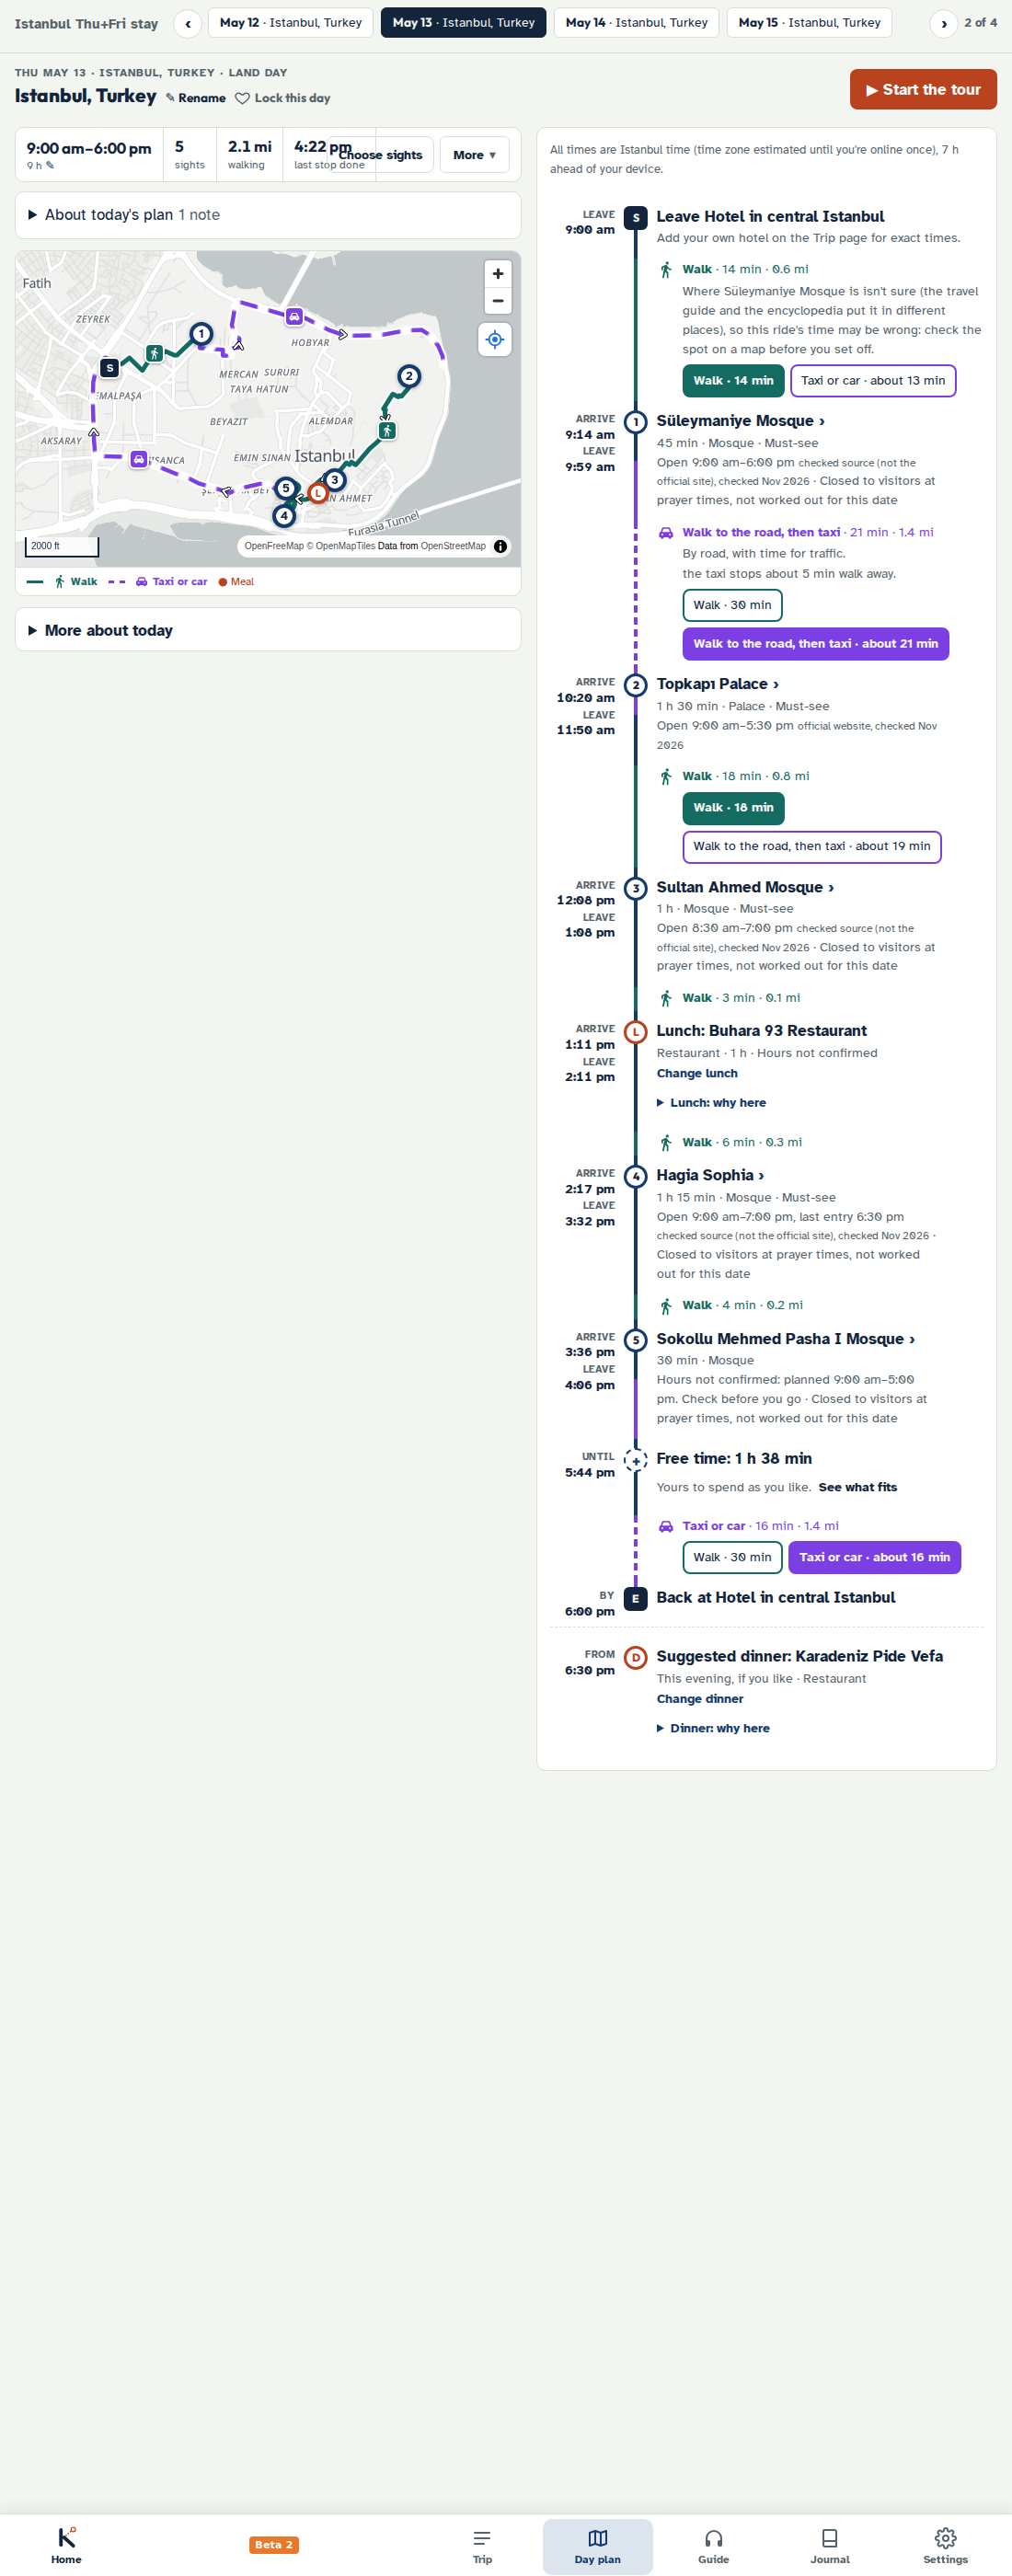 Istanbul Thu+Fri stay
‹
May 12 · Istanbul, Turkey
May 13 · Istanbul, Turkey
May 14 · Istanbul, Turkey
May 15 · Istanbul, Turkey
›
2 of 4
THU MAY 13 · ISTANBUL, TURKEY · LAND DAY
Istanbul, Turkey ✎ Rename ♡ Lock this day
▶ Start the tour
9:00 am–6:00 pm
9 h ✎
5
sights
2.1 mi
walking
4:22 pm
last stop done
Choose sights
More ▼
▶ About today's plan 1 note
Fatih
ZEYREK
1
HOBYAR
S
2
MERCAN SURURI
TAYA HATUN
BEYAZIT
ALEMDAR
AKSARAY
EMIN SINAN
Istanbul
3
5
L
4
Eurasia Tunnel
+
−
2000 ft
OpenFreeMap © OpenMapTiles Data from OpenStreetMap
Walk
Taxi or car
Meal
▶ More about today
All times are Istanbul time (time zone estimated until you're online once), 7 h
ahead of your device.
LEAVE
9:00 am
S
Leave Hotel in central Istanbul
Add your own hotel on the Trip page for exact times.
Walk · 14 min · 0.6 mi
Where Süleymaniye Mosque is isn't sure (the travel
guide and the encyclopedia put it in different
places), so this ride's time may be wrong: check the
spot on a map before you set off.
Walk · 14 min
Taxi or car · about 13 min
ARRIVE
9:14 am
LEAVE
9:59 am
1
Süleymaniye Mosque ›
45 min · Mosque · Must-see
Open 9:00 am–6:00 pm checked source (not the
official site), checked Nov 2026 · Closed to visitors at
prayer times, not worked out for this date
Walk to the road, then taxi · 21 min · 1.4 mi
By road, with time for traffic.
the taxi stops about 5 min walk away.
Walk · 30 min
Walk to the road, then taxi · about 21 min
ARRIVE
10:20 am
LEAVE
11:50 am
2
Topkapı Palace ›
1 h 30 min · Palace · Must-see
Open 9:00 am–5:30 pm official website, checked Nov
2026
Walk · 18 min · 0.8 mi
Walk · 18 min
Walk to the road, then taxi · about 19 min
ARRIVE
12:08 pm
LEAVE
1:08 pm
3
Sultan Ahmed Mosque ›
1 h · Mosque · Must-see
Open 8:30 am–7:00 pm checked source (not the
official site), checked Nov 2026 · Closed to visitors at
prayer times, not worked out for this date
Walk · 3 min · 0.1 mi
ARRIVE
1:11 pm
LEAVE
2:11 pm
L
Lunch: Buhara 93 Restaurant
Restaurant · 1 h · Hours not confirmed
Change lunch
▶ Lunch: why here
Walk · 6 min · 0.3 mi
ARRIVE
2:17 pm
LEAVE
3:32 pm
4
Hagia Sophia ›
1 h 15 min · Mosque · Must-see
Open 9:00 am–7:00 pm, last entry 6:30 pm
checked source (not the official site), checked Nov 2026 ·
Closed to visitors at prayer times, not worked
out for this date
Walk · 4 min · 0.2 mi
ARRIVE
3:36 pm
LEAVE
4:06 pm
5
Sokollu Mehmed Pasha I Mosque ›
30 min · Mosque
Hours not confirmed: planned 9:00 am–5:00
pm. Check before you go · Closed to visitors at
prayer times, not worked out for this date
UNTIL
5:44 pm
+
Free time: 1 h 38 min
Yours to spend as you like. See what fits
Taxi or car · 16 min · 1.4 mi
Walk · 30 min
Taxi or car · about 16 min
BY
6:00 pm
E
Back at Hotel in central Istanbul
FROM
6:30 pm
D
Suggested dinner: Karadeniz Pide Vefa
This evening, if you like · Restaurant
Change dinner
▶ Dinner: why here
Home
Beta 2
Trip
Day plan
Guide
Journal
Settings